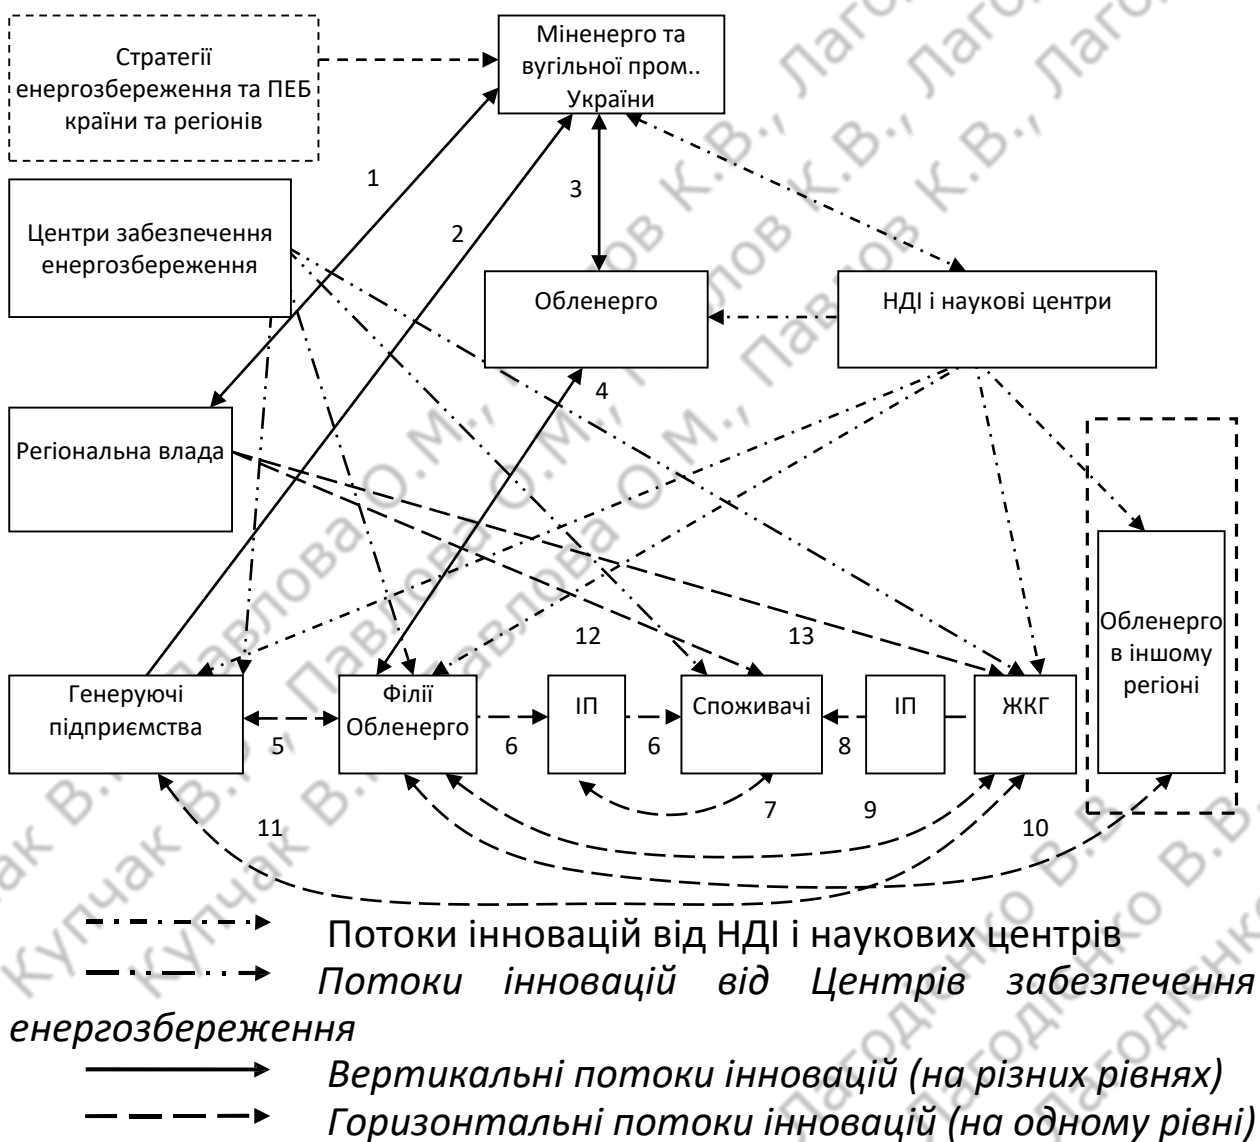 Стратегії
енергозбереження та ПЕБ
країни та регіонів
Міненерго та
вугільної пром..
України
1
2
3
Центри забезпечення
енергозбереження
Обленерго
НДІ і наукові центри
4
Регіональна влада
12
13
Обленерго
в іншому
регіоні
Генеруючі
підприємства
5
Філії
Обленерго
6
ІП
6
Споживачі
8
ІП
ЖКГ
7
9
10
11
Потоки інновацій від НДІ і наукових центрів
Потоки інновацій від Центрів забезпечення
енергозбереження
Вертикальні потоки інновацій (на різних рівнях)
Горизонтальні потоки інновацій (на одному рівні)